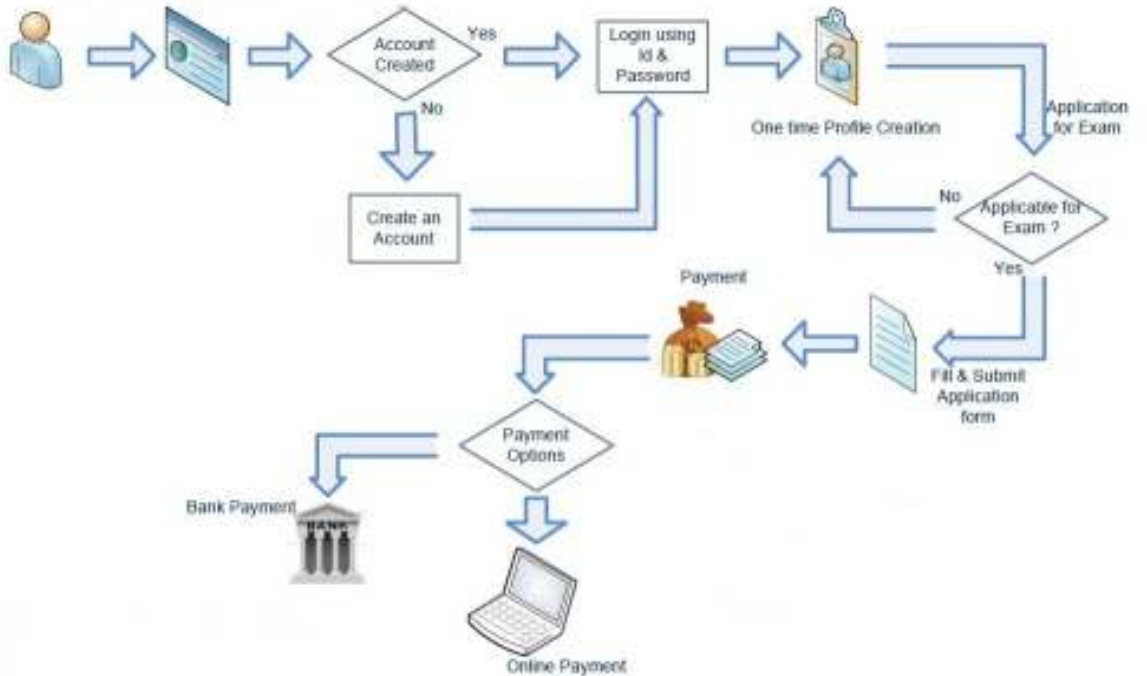 Account
Created
Yes
No
Login using
Id &
Password
One time Profile Creation
Application
for Exam
Create an
Account
No
Applicable for
Exam ?
Yes
Payment
Fill & Submit
Application
form
Payment
Options
Bank Payment
BANK
Online Payment